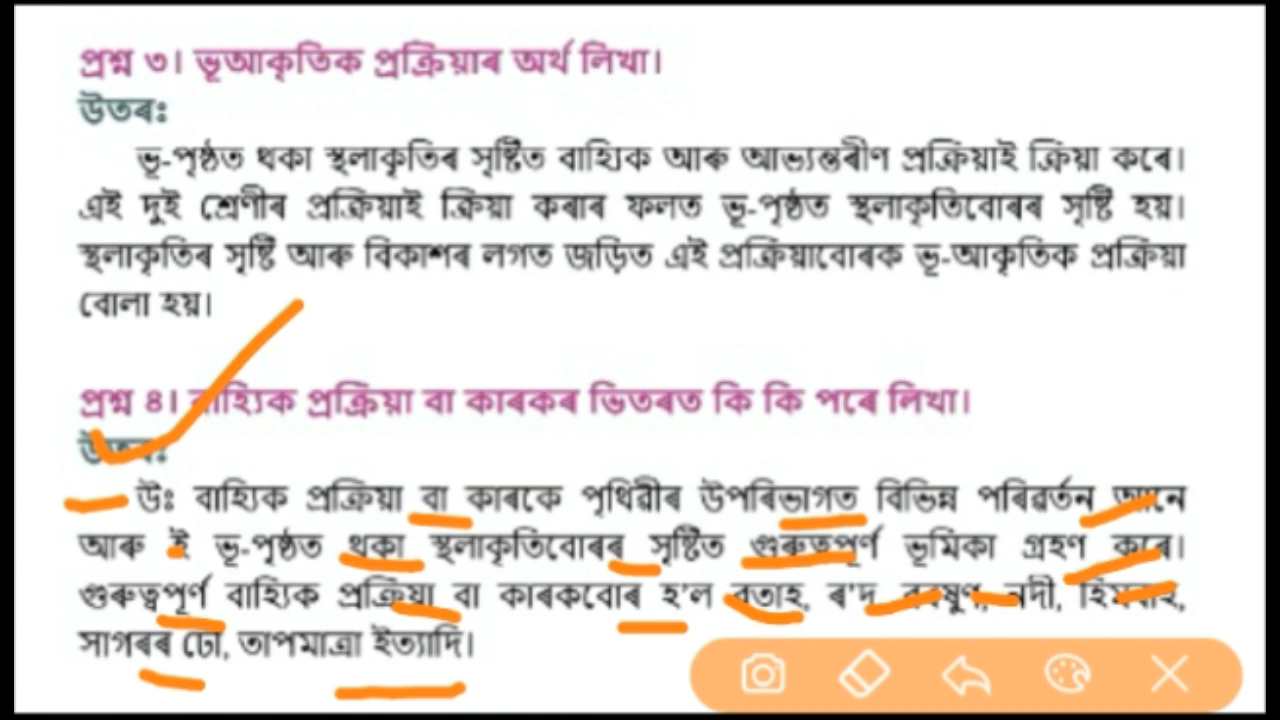 প্ৰশ্ন ৩। ভূআকৃতিক প্ৰক্ৰিয়াৰ অৰ্থ লিখা।
উতৰঃ
ভূ-পৃষ্ঠত থকা স্থলাকৃতিৰ সৃষ্টিত বাহ্যিক আৰু আভ্যন্তৰীণ প্ৰক্ৰিয়াই ক্ৰিয়া কৰে।
এই দুই শ্ৰেণীৰ প্ৰক্ৰিয়াই ক্ৰিয়া কৰাৰ ফলত ভূ-পৃষ্ঠত স্থলাকৃতিবোৰৰ সৃষ্টি হয়।
স্থলাকৃতিৰ সৃষ্টি আৰু বিকাশৰ লগত জড়িত এই প্ৰক্ৰিয়াবোৰক ভূ-আকৃতিক প্ৰক্ৰিয়া
বোলা হয়।
প্ৰশ্ন ৪। বাহ্যিক প্ৰক্ৰিয়া বা কাৰকৰ ভিতৰত কি কি পৰে লিখা।
উতৰঃ
উঃ বাহ্যিক প্ৰক্ৰিয়া বা কাৰকে পৃথিৱীৰ উপৰিভাগত বিভিন্ন পৰিৱৰ্তন আনে
আৰু ই ভূ-পৃষ্ঠত থকা স্থলাকৃতিবোৰৰ সৃষ্টিত গুৰুত্বপূৰ্ণ ভূমিকা গ্ৰহণ কৰে।
গুৰুত্বপূৰ্ণ বাহ্যিক প্ৰক্ৰিয়া বা কাৰকবোৰ হ'ল বতাহ, ৰ'দ, বৰষুণ, নদী, হিমবাহ,
সাগৰৰ ঢৌ, তাপমাত্ৰা ইত্যাদি।